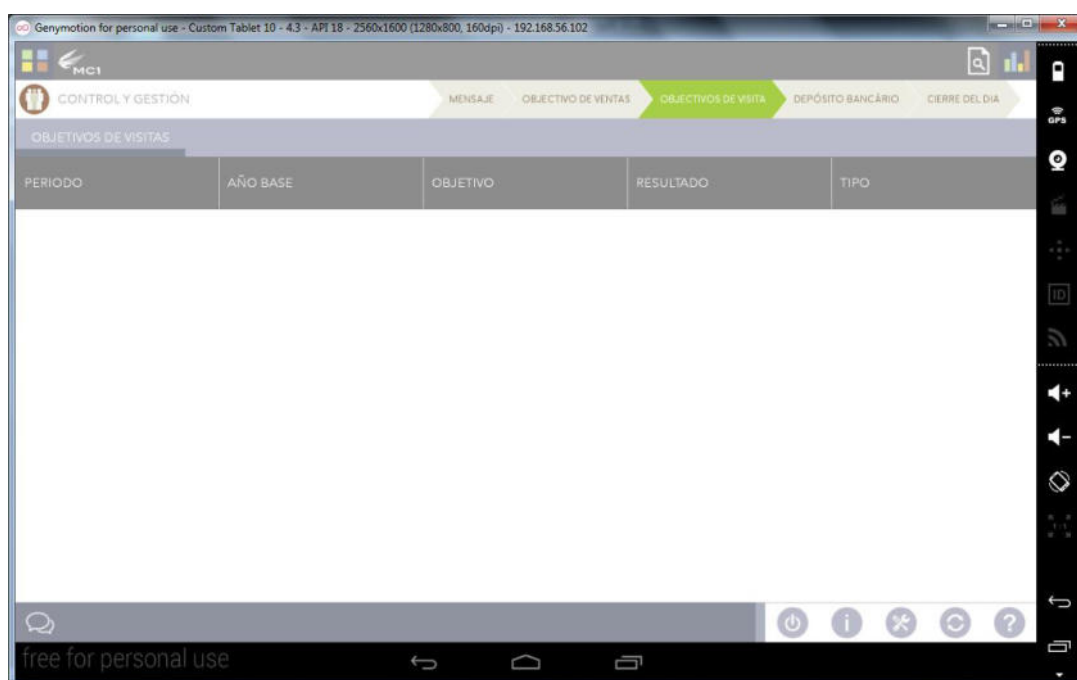 Genymotion for personal use - Custom Tablet 10 - 4.3 - API 18 - 2560x1600 (1280x800, 160dpi) - 192.168.56.102
MC1
CONTROL Y GESTIÓN
MENSAJE
OBJECTIVO DE VENTAS
OBJECTIVOS DE VISITA
DEPÓSITO BANCÁRIO
CIERRE DEL DIA
OBJETIVOS DE VISITAS
PERIODO
AÑO BASE
OBJETIVO
RESULTADO
TIPO
GPS
ID
1:1
free for personal use